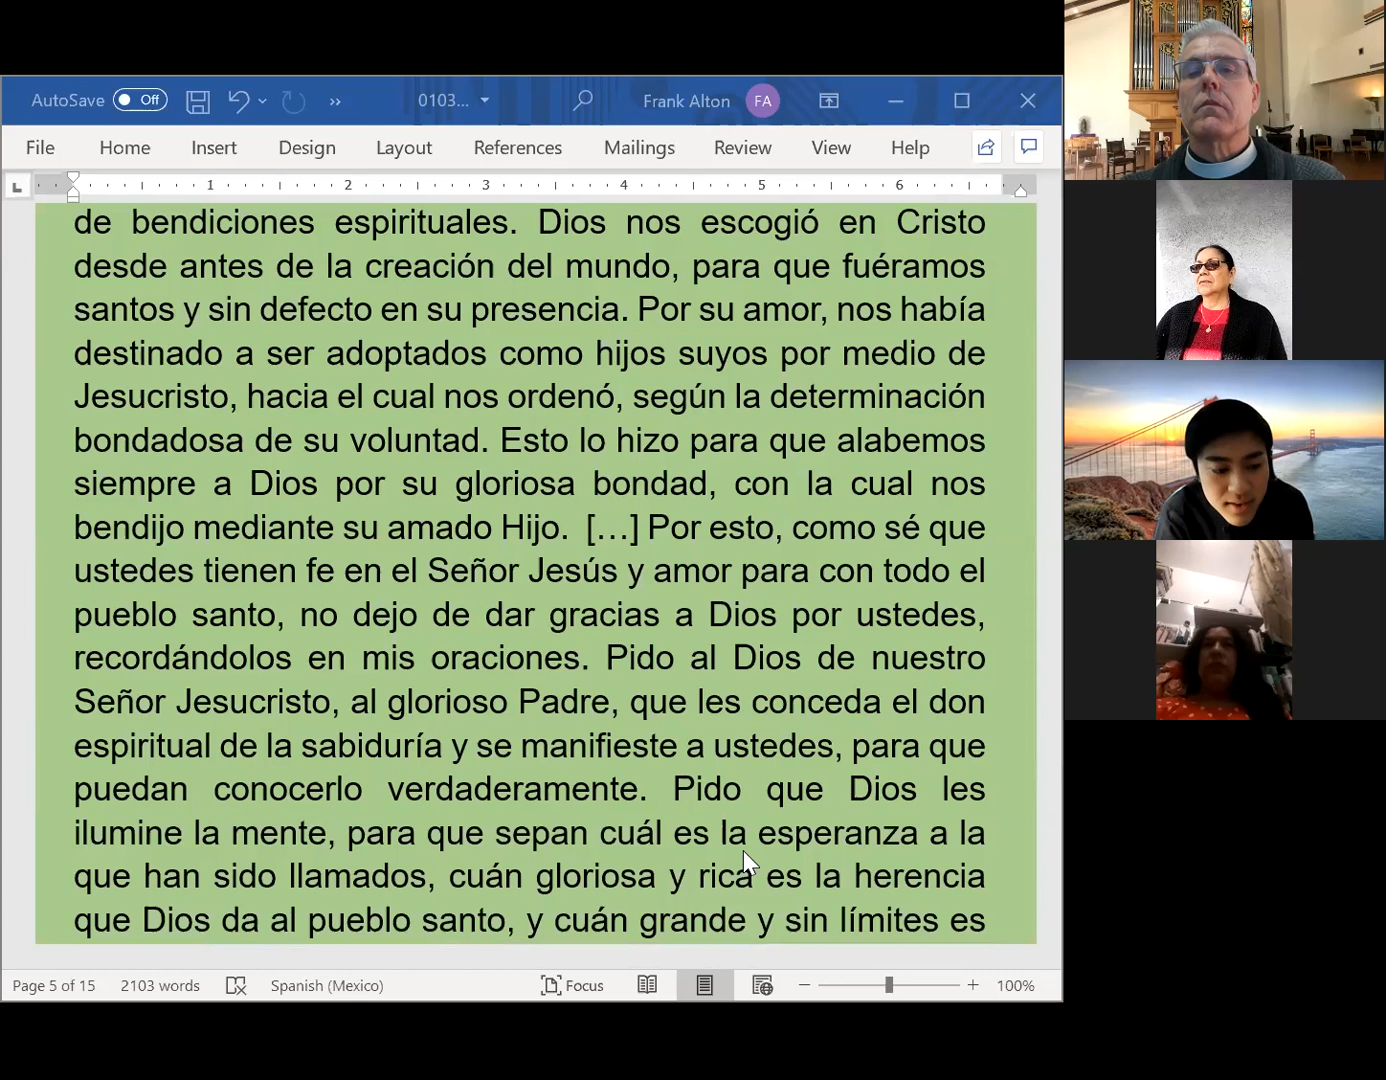 AutoSave Off 0103... Frank Alton FA
File Home Insert Design Layout References Mailings Review View Help
1 2 3 4 5 6
de bendiciones espirituales. Dios nos escogió en Cristo
desde antes de la creación del mundo, para que fuéramos
santos y sin defecto en su presencia. Por su amor, nos había
destinado a ser adoptados como hijos suyos por medio de
Jesucristo, hacia el cual nos ordenó, según la determinación
bondadosa de su voluntad. Esto lo hizo para que alabemos
siempre a Dios por su gloriosa bondad, con la cual nos
bendijo mediante su amado Hijo. […] Por esto, como sé que
ustedes tienen fe en el Señor Jesús y amor para con todo el
pueblo santo, no dejo de dar gracias a Dios por ustedes,
recordándolos en mis oraciones. Pido al Dios de nuestro
Señor Jesucristo, al glorioso Padre, que les conceda el don
espiritual de la sabiduría y se manifieste a ustedes, para que
puedan conocerlo verdaderamente. Pido que Dios les
ilumine la mente, para que sepan cuál es la esperanza a la
que han sido llamados, cuán gloriosa y rica es la herencia
que Dios da al pueblo santo, y cuán grande y sin límites es
Page 5 of 15 2103 words Spanish (Mexico) Focus 100%